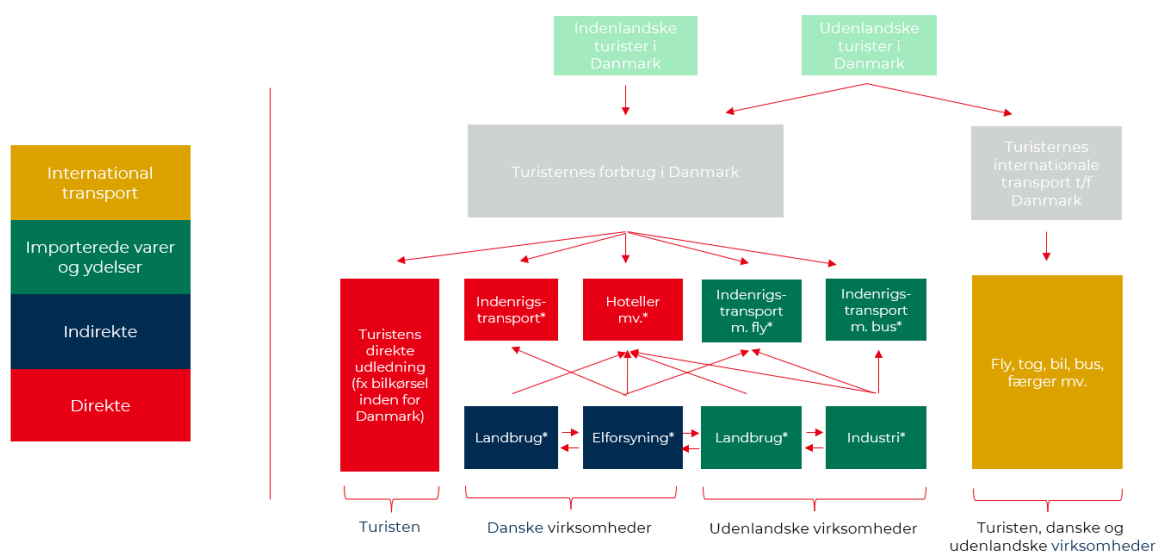 Indenlandske
turister i
Danmark
Udenlandske
turister i
Danmark
International
transport
Importerede varer
og ydelser
Indirekte
Direkte
Turisternes forbrug i Danmark
Turisternes
internationale
transport t/f
Danmark
Turistens
direkte
udledning
(fx bilkørsel
inden for
Danmark)
Indenrigs-
transport*
Hoteller
mv.*
Indenrigs-
transport
m. fly*
Indenrigs-
transport
m. bus*
Fly, tog, bil, bus,
færger mv.
Landbrug*
Elforsyning*
Landbrug*
Industri*
Turisten
Danske virksomheder
Udenlandske virksomheder
Turisten, danske og
udenlandske virksomheder